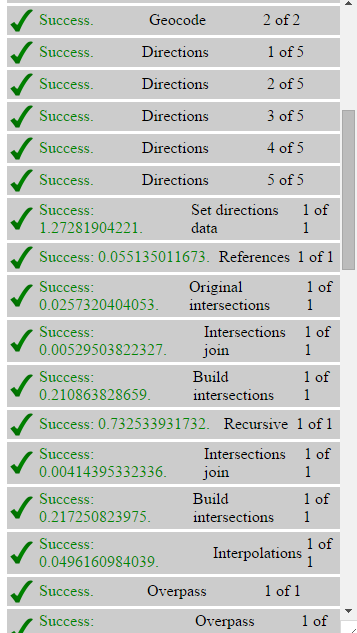 Success. Geocode 2 of 2
Success. Directions 1 of 5
Success. Directions 2 of 5
Success. Directions 3 of 5
Success. Directions 4 of 5
Success. Directions 5 of 5
Success: Set directions 1 of
1.27281904221. data 1
Success: 0.055135011673. References 1 of 1
Success: Original 1 of
0.0257320404053. intersections 1
Success: Intersections 1 of
0.00529503822327. join 1
Success: Build 1 of
0.210863828659. intersections 1
Success: 0.732533931732. Recursive 1 of 1
Success: Intersections 1 of
0.00414395332336. join 1
Success: Build 1 of
0.217250823975. intersections 1
Success: Interpolations 1 of
0.0496160984039. 1
Success. Overpass 1 of 1
Success: Overpass 1 of